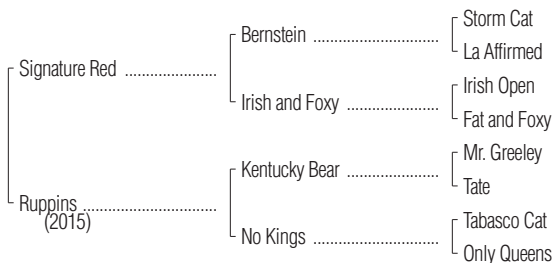 Storm Cat
Bernstein ........................................
La Affirmed
Signature Red .............................
Irish Open
Irish and Foxy .............................
Fat and Foxy
Mr. Greeley
Kentucky Bear .............................
Tate
Ruppins ..........................................
(2015)
Tabasco Cat
No Kings ........................................
Only Queens